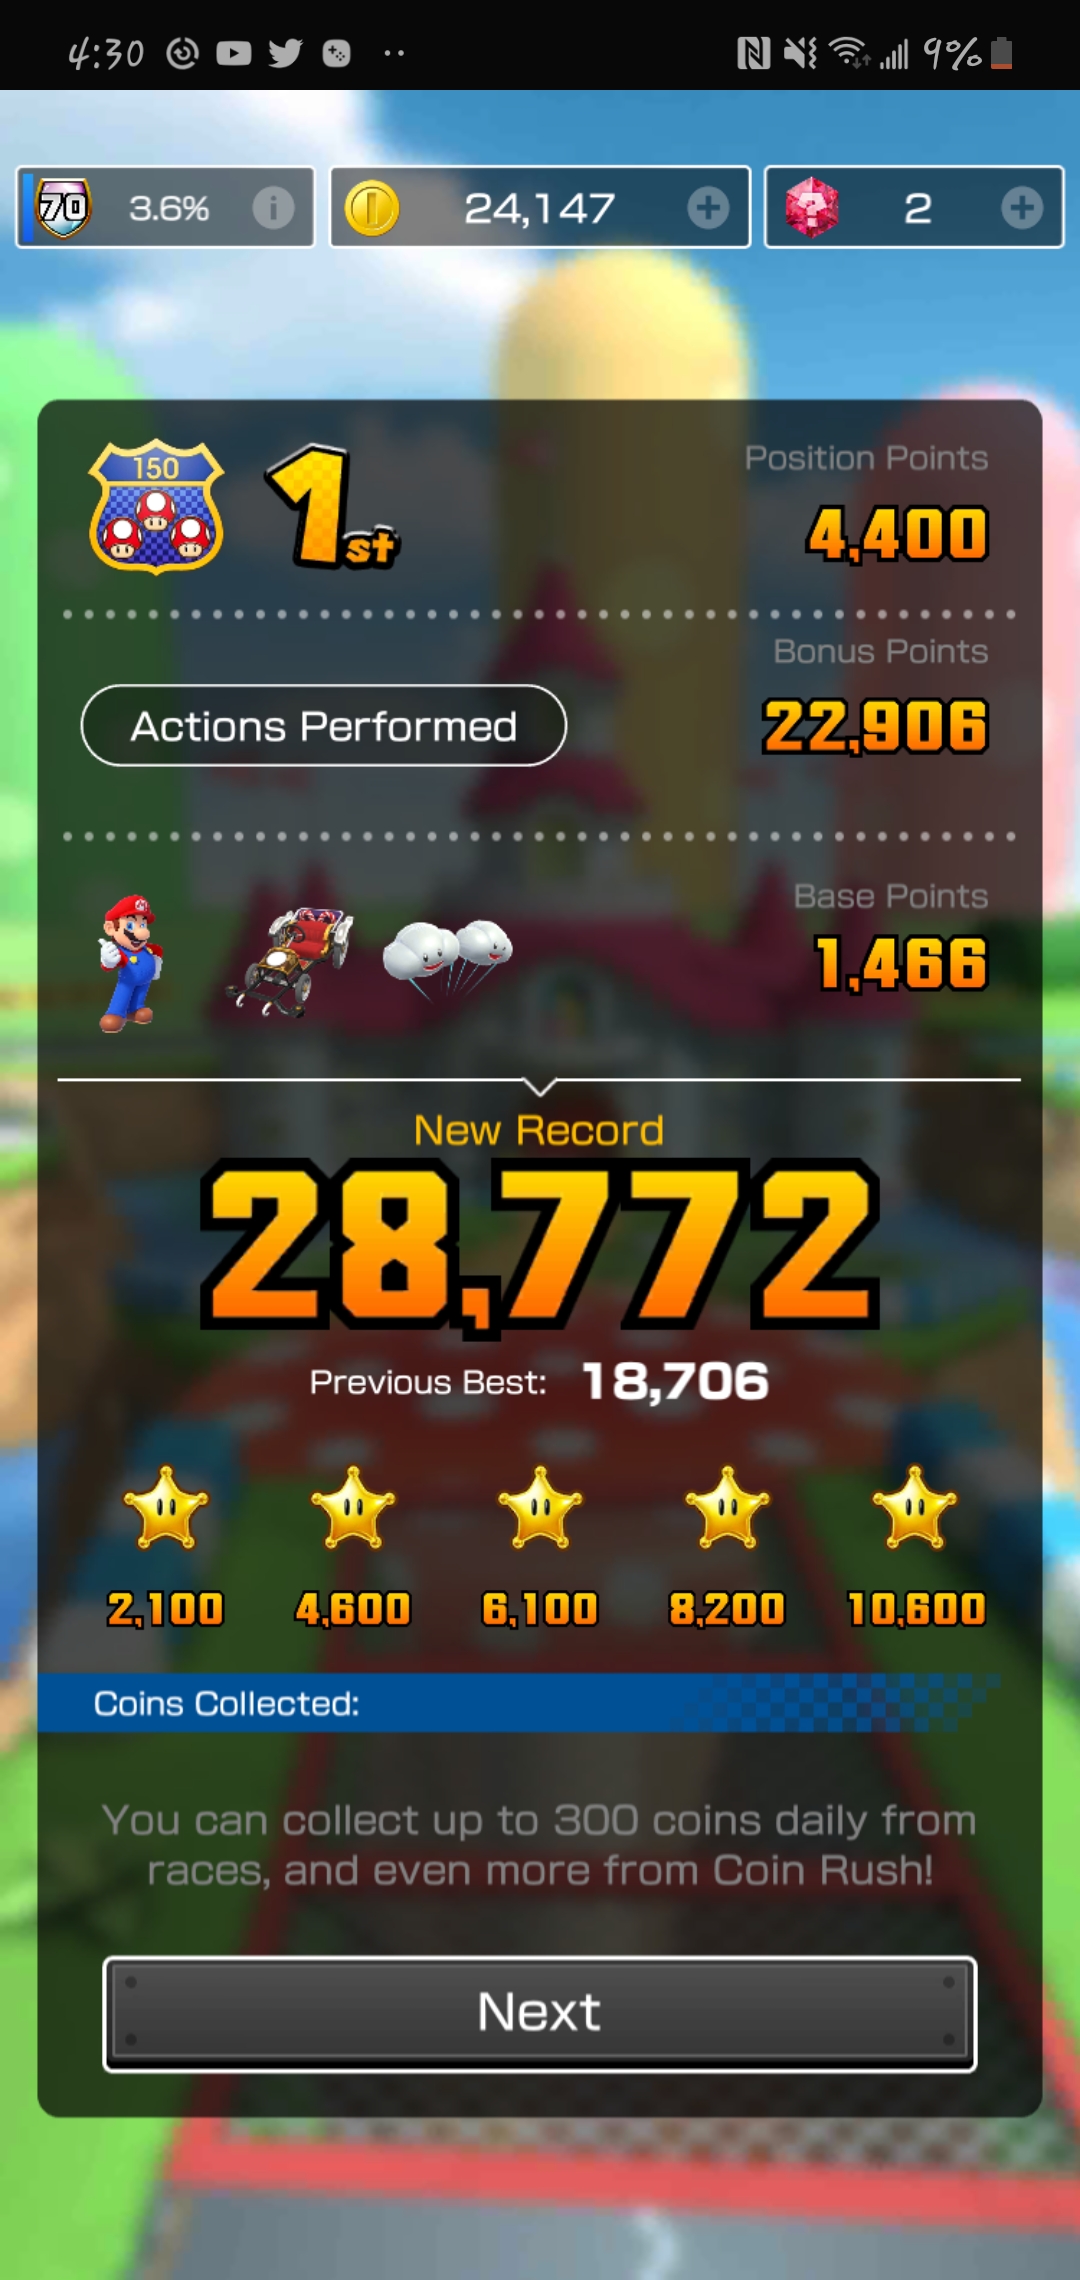 4:30
9%
70 3.6% i 24,147 + 2 +
150
1st
Position Points
4,400
Bonus Points
Actions Performed
22,906
Base Points
1,466
New Record
28,772
Previous Best: 18,706
2,100 4,600 6,100 8,200 10,600
Coins Collected:
You can collect up to 300 coins daily from
races, and even more from Coin Rush!
Next